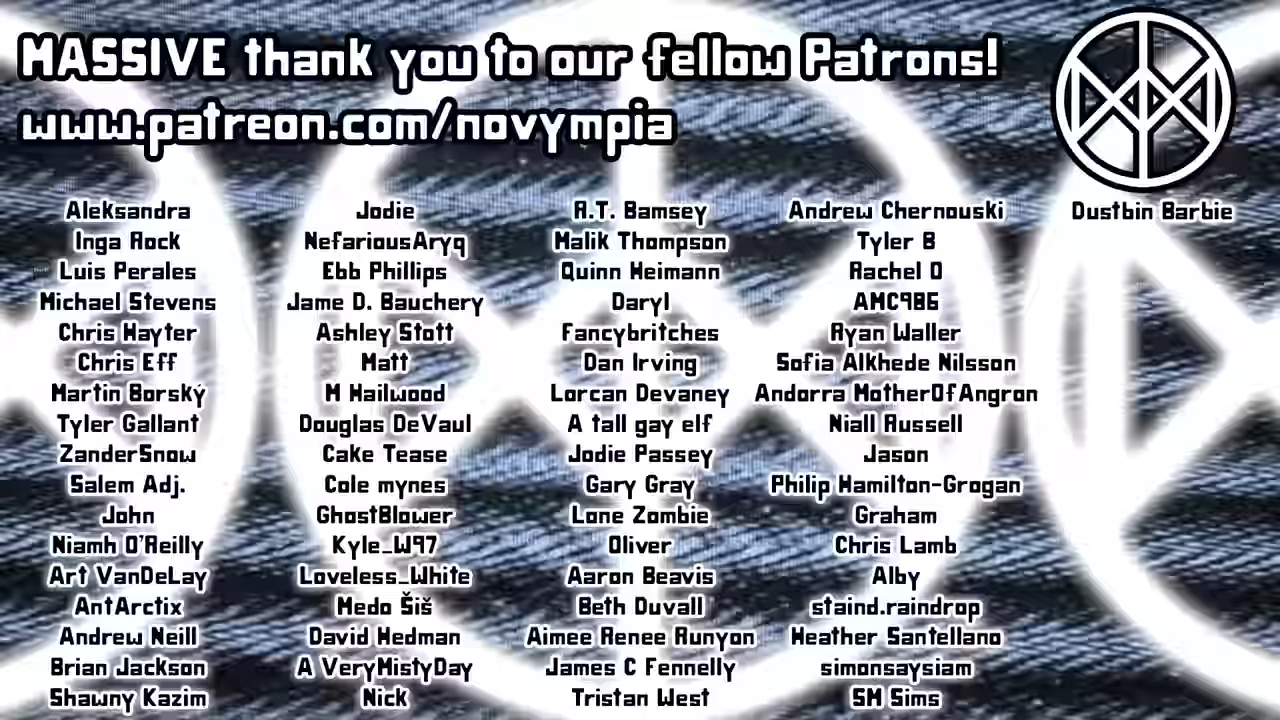 MASSIVE thank you to our fellow Patrons!
www.patreon.com/novympia
Aleksandra
Inga Rock
Luis Perales
Michael Stevens
Chris Hayter
Chris Eff
Martin Borský
Tyler Gallant
ZanderSnow
Salem Adj.
John
Niamh O'Reilly
Art VanDeLay
AntArctix
Andrew Neill
Brian Jackson
Shawny Kazim
Jodie
NefariousAryq
Ebb Phillips
Jame D. Bauchery
Ashley Stott
Matt
M Hailwood
Douglas DeVaul
Cake Tease
Cole mynes
GhostBlower
Kyle_W97
Loveless_White
Medo Šiš
David Hedman
A VeryMistyDay
Nick
R.T. Bamsey
Malik Thompson
Quinn Heimann
Daryl
Fancybritches
Dan Irving
Lorcan Devaney
A tall gay elf
Jodie Passey
Gary Gray
Lone Zombie
Oliver
Aaron Beavis
Beth Duvall
Aimee Renee Runyon
James C Fennelly
Tristan West
Andrew Chernouski
Tyler B
Rachel O
AMC986
Ryan Waller
Sofia Alkhede Nilsson
Andorra MotherOfAngron
Niall Russell
Jason
Philip Hamilton-Grogan
Graham
Chris Lamb
Alby
staind.raindrop
Heather Santellano
simonsaysiam
SM Sims
Dustbin Barbie